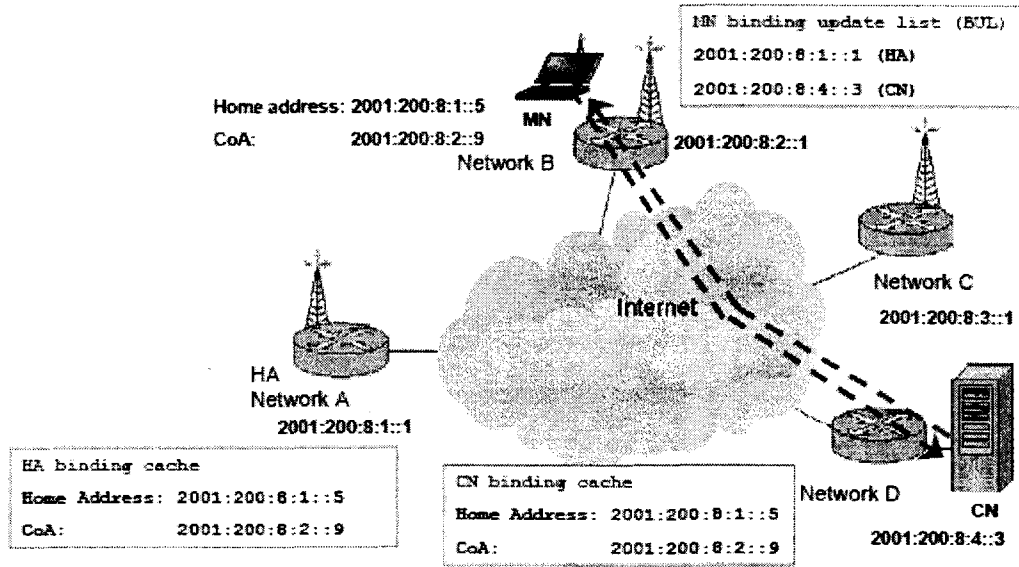 MN binding update list (BUL)
2001:200:8:1::1 (HA)
2001:200:8:4::3 (CN)
Home address: 2001:200:8:1::5
CoA: 2001:200:8:2::9
MN
Network B
2001:200:8:2::1
Internet
Network C
2001:200:8:3::1
HA
Network A
2001:200:8:1::1
HA binding cache
Home Address: 2001:200:8:1::5
CoA: 2001:200:8:2::9
CN binding cache
Home Address: 2001:200:8:1::5
CoA: 2001:200:8:2::9
Network D
CN
2001:200:8:4::3